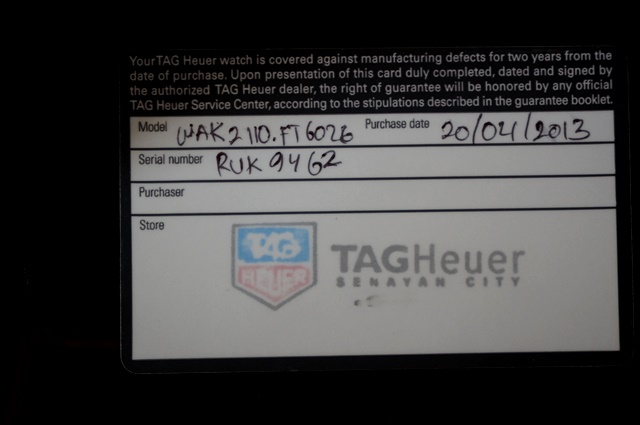 Your TAG Heuer watch is covered against manufacturing defects for two years from the
date of purchase. Upon presentation of this card duly completed, dated and signed by
the authorized TAG Heuer dealer, the right of guarantee will be honored by any official
TAG Heuer Service Center, according to the stipulations described in the guarantee booklet.
Model WAK2110.FT6026 Purchase date 20/04/2013
Serial number RUK9462
Purchaser
Store
TAG
HEUER
TAGHeuer
SENAYAN CITY